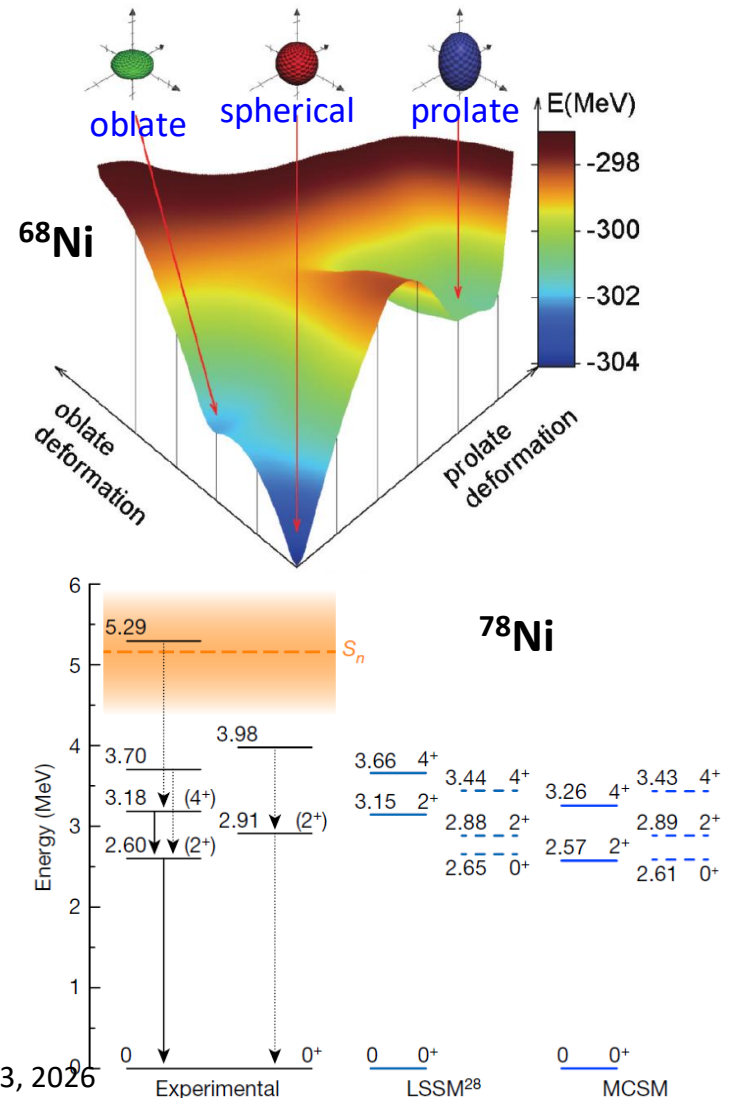 oblate
spherical
prolate
E(MeV)
-298
-300
-302
-304
⁶⁸Ni
oblate
deformation
prolate
deformation
⁷⁸Ni
6
5
4
3
2
1
0
Energy (MeV)
5.29
Sₙ
3.98
3.70
3.18 (4⁺)
2.91 (2⁺)
2.60 (2⁺)
0 0⁺
Experimental
3.66 4⁺
3.44 4⁺
3.15 2⁺
2.88 2⁺
2.65 0⁺
0 0⁺
LSSM²⁸
3.43 4⁺
3.26 4⁺
2.89 2⁺
2.57 2⁺
2.61 0⁺
0 0⁺
MCSM
3, 2026